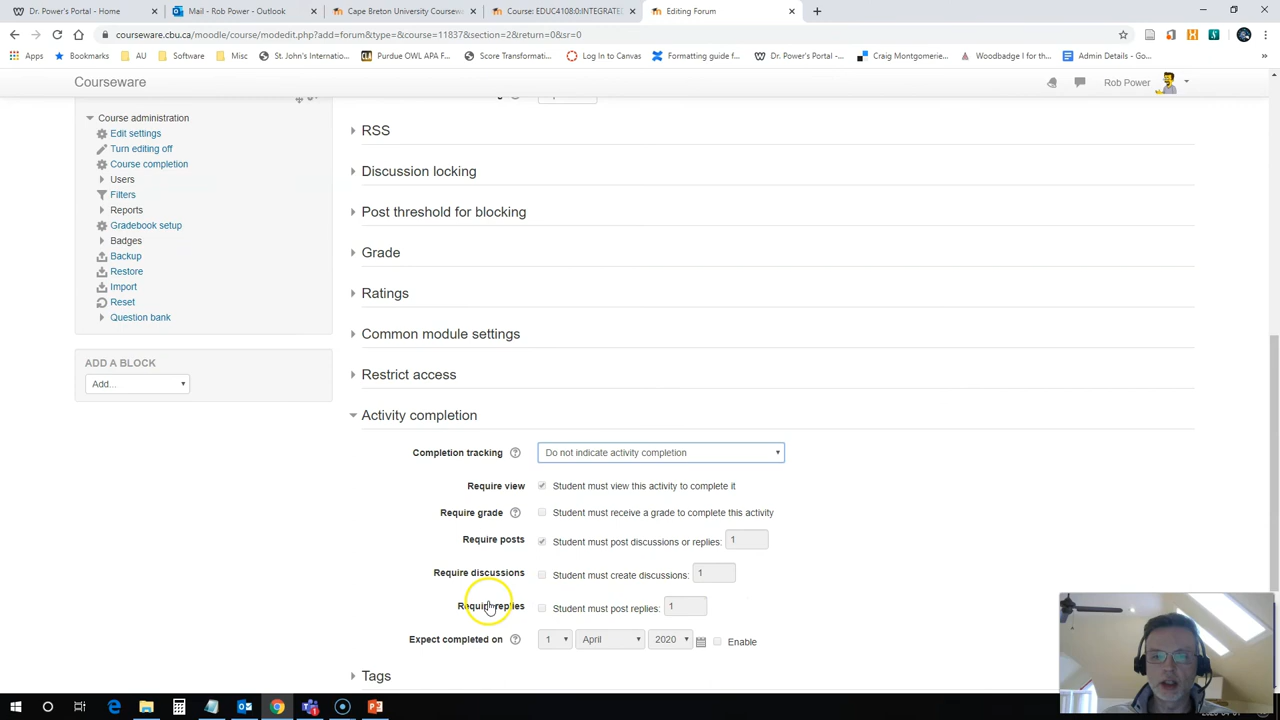 Dr. Power's Portal - Home
Mail - Rob Power - Outlook
Cape Breton University Coursew
Course: EDUC4108:0:INTEGRATE
Editing Forum
courseware.cbu.ca/moodle/course/modedit.php?add=forum&type=&course=11837&section=2&return=0&sr=0
Apps
Bookmarks
Software
Misc
St. John's Informatio...
Purdue OWL APA F...
Score Transformati...
Log In to Canvas
Formatting guide f...
Dr. Power's Portal -...
Craig Montgomerie...
Woodbadge I for th...
Admin Details - Go...
Courseware
Rob Power
Course administration
Edit settings
Turn editing off
Course completion
Users
Filters
Reports
Gradebook setup
Badges
Backup
Restore
Import
Reset
Question bank
ADD A BLOCK
Add...
RSS
Discussion locking
Post threshold for blocking
Grade
Ratings
Common module settings
Restrict access
Activity completion
Completion tracking
Do not indicate activity completion
Require view
Student must view this activity to complete it
Require grade
Student must receive a grade to complete this activity
Require posts
Student must post discussions or replies: 1
Require discussions
Student must create discussions: 1
Require replies
Student must post replies: 1
Expect completed on
1 April 2020 Enable
Tags